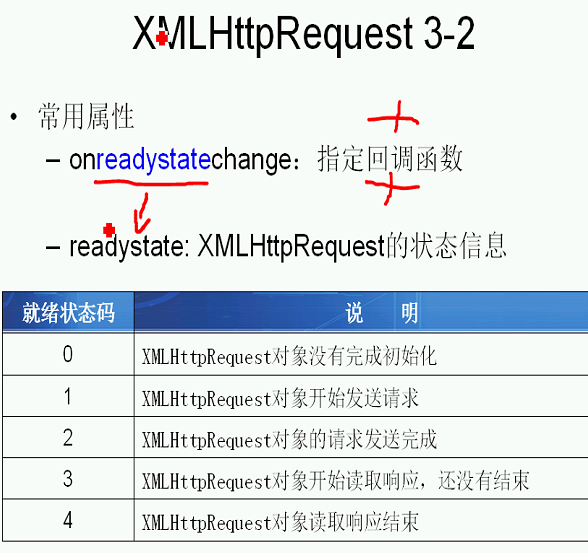 XMLHttpRequest 3-2
• 常用属性
– onreadystatechange：指定回调函数
– readystate: XMLHttpRequest的状态信息
就绪状态码 说 明
0 XMLHttpRequest对象没有完成初始化
1 XMLHttpRequest对象开始发送请求
2 XMLHttpRequest对象的请求发送完成
3 XMLHttpRequest对象开始读取响应，还没有结束
4 XMLHttpRequest对象读取响应结束